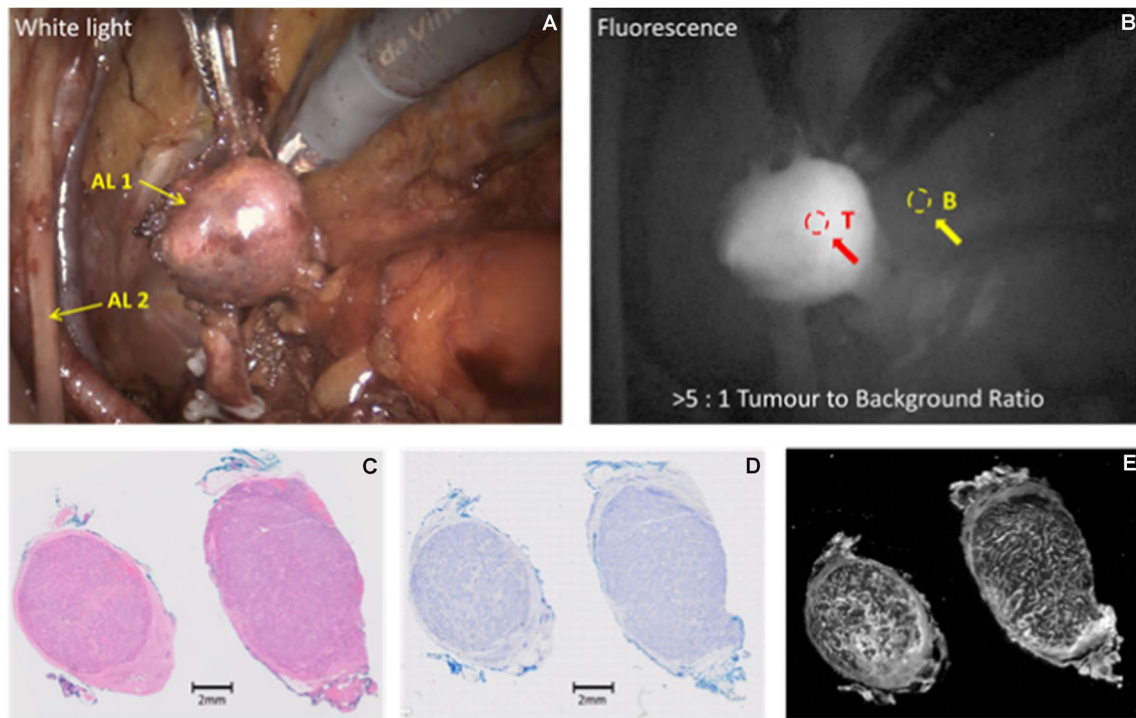 White light
A
da Vinci
AL 1
AL 2
Fluorescence
B
T
B
>5 : 1 Tumour to Background Ratio
C
2mm
D
2mm
E